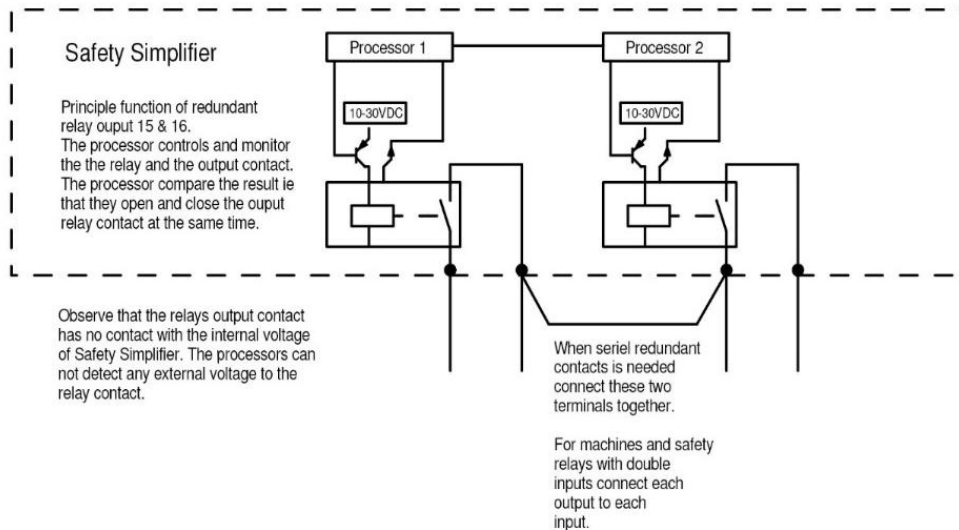 Safety Simplifier
Processor 1
Processor 2
10-30VDC
10-30VDC
Principle function of redundant
relay ouput 15 & 16.
The processor controls and monitor
the the relay and the output contact.
The processor compare the result ie
that they open and close the ouput
relay contact at the same time.
Observe that the relays output contact
has no contact with the internal voltage
of Safety Simplifier. The processors can
not detect any external voltage to the
relay contact.
When seriel redundant
contacts is needed
connect these two
terminals together.
For machines and safety
relays with double
inputs connect each
output to each
input.